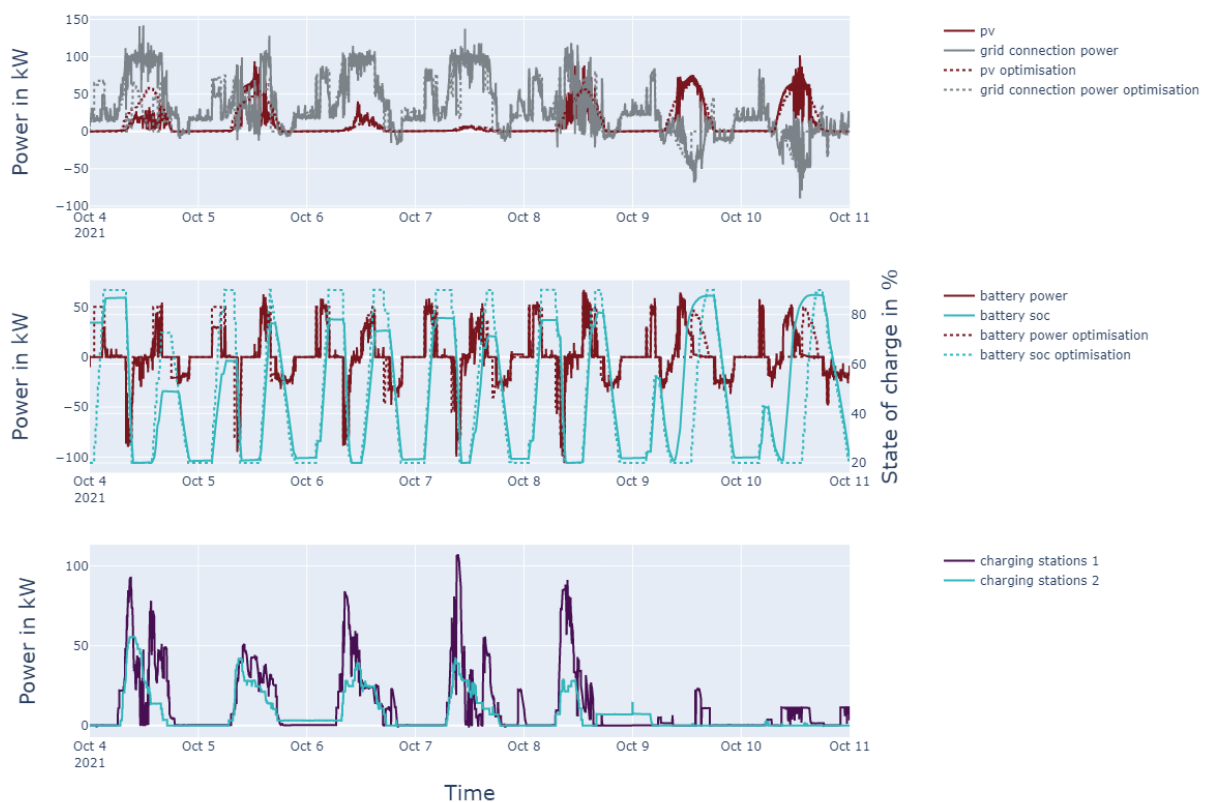 150
100
50
0
−50
−100
Power in kW
Oct 4
2021
Oct 5
Oct 6
Oct 7
Oct 8
Oct 9
Oct 10
Oct 11
pv
grid connection power
pv optimisation
grid connection power optimisation
50
0
−50
−100
Power in kW
80
60
40
20
State of charge in %
Oct 4
2021
Oct 5
Oct 6
Oct 7
Oct 8
Oct 9
Oct 10
Oct 11
battery power
battery soc
battery power optimisation
battery soc optimisation
100
50
0
Power in kW
Oct 4
2021
Oct 5
Oct 6
Oct 7
Oct 8
Oct 9
Oct 10
Oct 11
charging stations 1
charging stations 2
Time